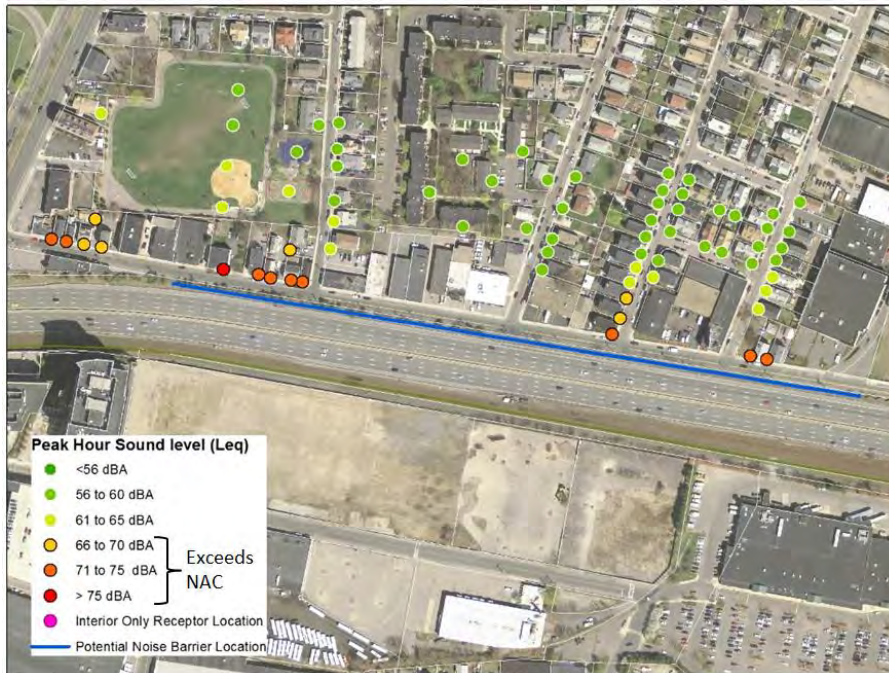 Peak Hour Sound level (Leq)
<56 dBA
56 to 60 dBA
61 to 65 dBA
66 to 70 dBA
71 to 75 dBA
> 75 dBA
Exceeds
NAC
Interior Only Receptor Location
Potential Noise Barrier Location